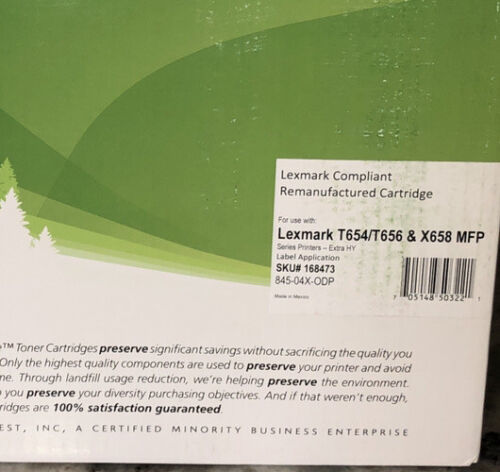 Lexmark Compliant
Remanufactured Cartridge
For use with:
Lexmark T654/T656 & X658 MFP
Series Printers – Extra HY
Label Application
SKU# 168473
845-04X-ODP
Made in Mexico
7 05148 50322 1
™ Toner Cartridges preserve significant savings without sacrificing the quality you
Only the highest quality components are used to preserve your printer and avoid
me. Through landfill usage reduction, we're helping preserve the environment.
you preserve your diversity purchasing objectives. And if that weren't enough,
ridges are 100% satisfaction guaranteed.
EST, INC, A CERTIFIED MINORITY BUSINESS ENTERPRISE